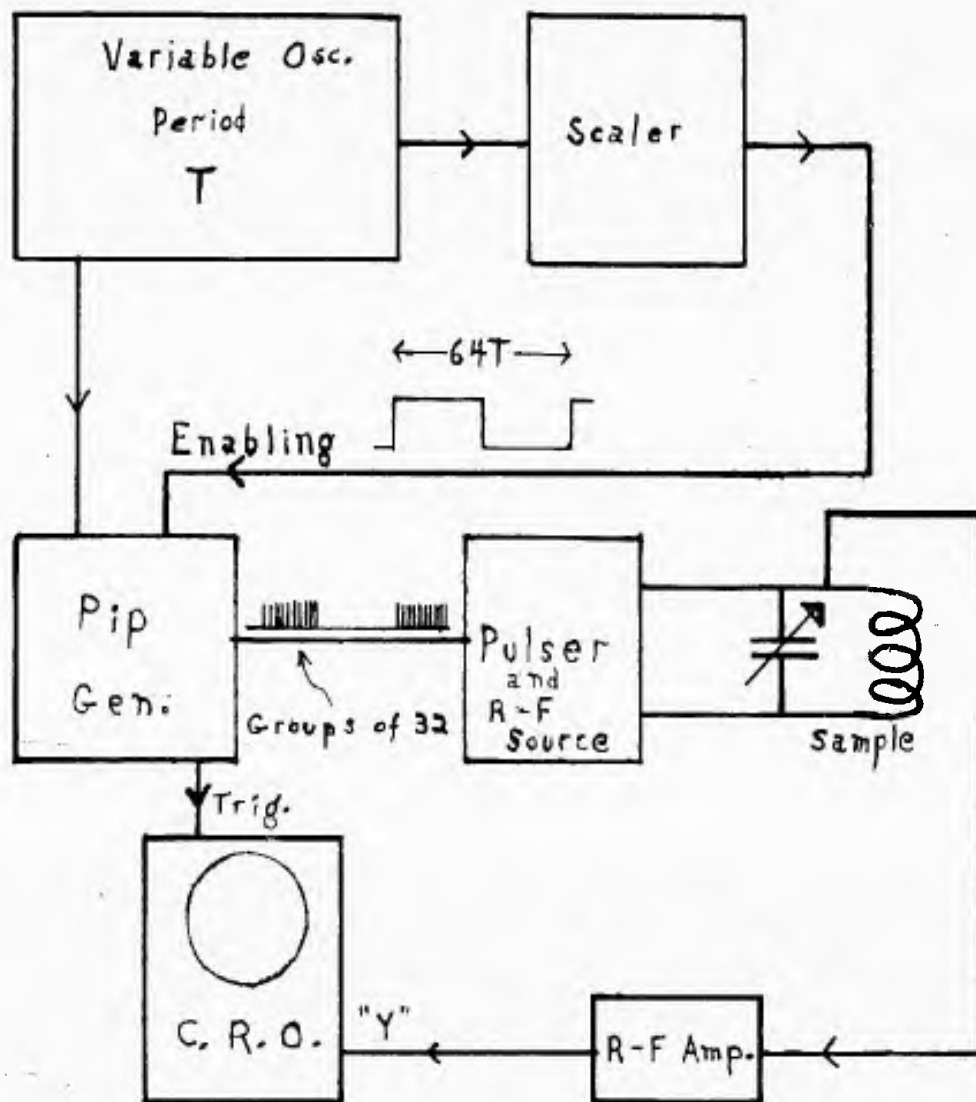 Variable Osc.
Period
T
Scaler
64T
Enabling
Pip
Gen.
Groups of 32
Pulser
and
R-F
Source
Sample
Trig.
C. R. O.
"Y"
R-F Amp.